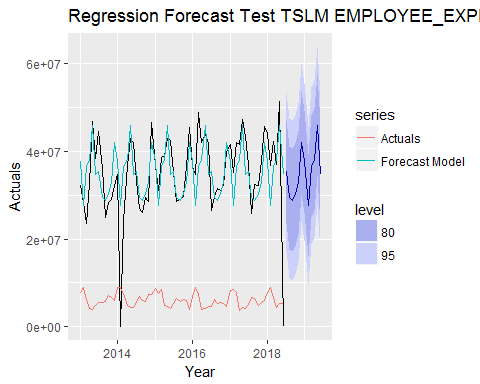 Regression Forecast Test TSLM EMPLOYEE_EXP
6e+07
4e+07
2e+07
0e+00
Actuals
2014
2016
2018
Year
series
Actuals
Forecast Model
level
80
95